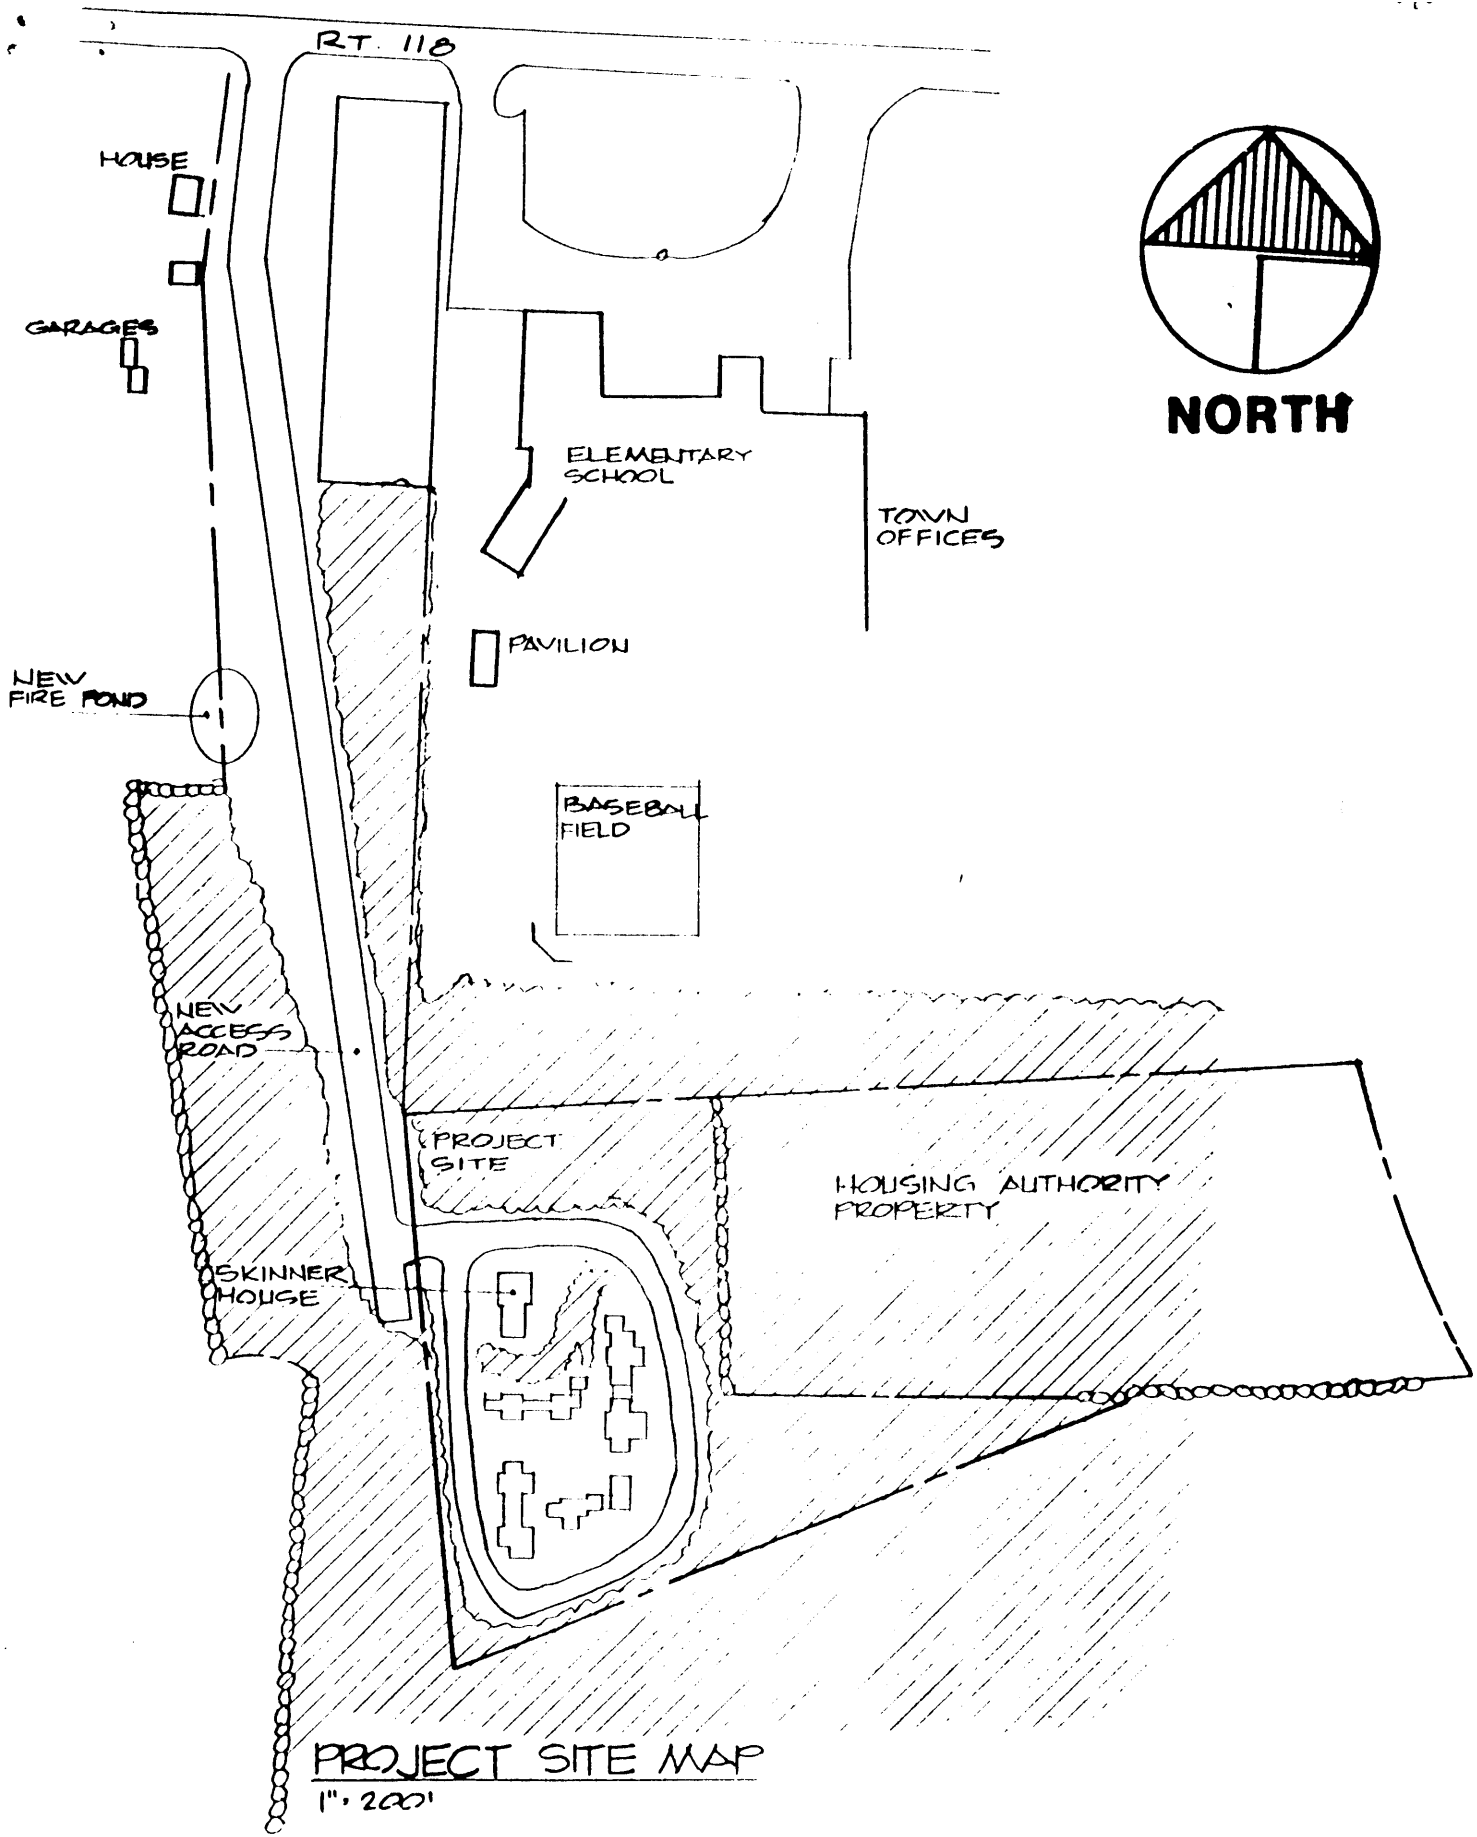 RT. 118
HOUSE
GARAGES
NORTH
ELEMENTARY
SCHOOL
TOWN
OFFICES
PAVILION
NEW
FIRE POND
BASEBALL
FIELD
NEW
ACCESS
ROAD
PROJECT
SITE
HOUSING AUTHORITY
PROPERTY
SKINNER
HOUSE
PROJECT SITE MAP
1": 200'